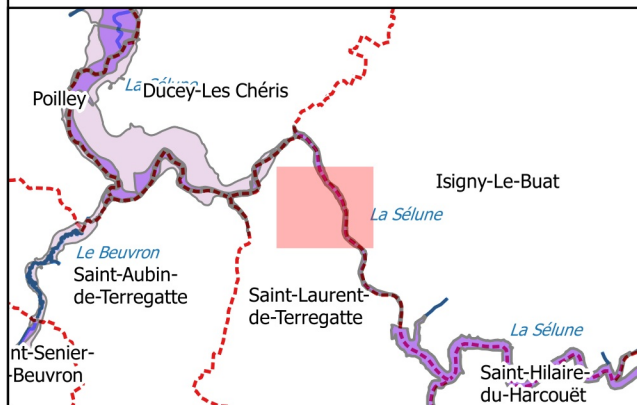 La Sélune
Ducey-Les Chéris
Poilley
Isigny-Le Buat
La Sélune
Le Beuvron
Saint-Aubin-
de-Terregatte
Saint-Laurent-
de-Terregatte
La Sélune
nt-Senier-
-Beuvron
Saint-Hilaire-
du-Harcouët